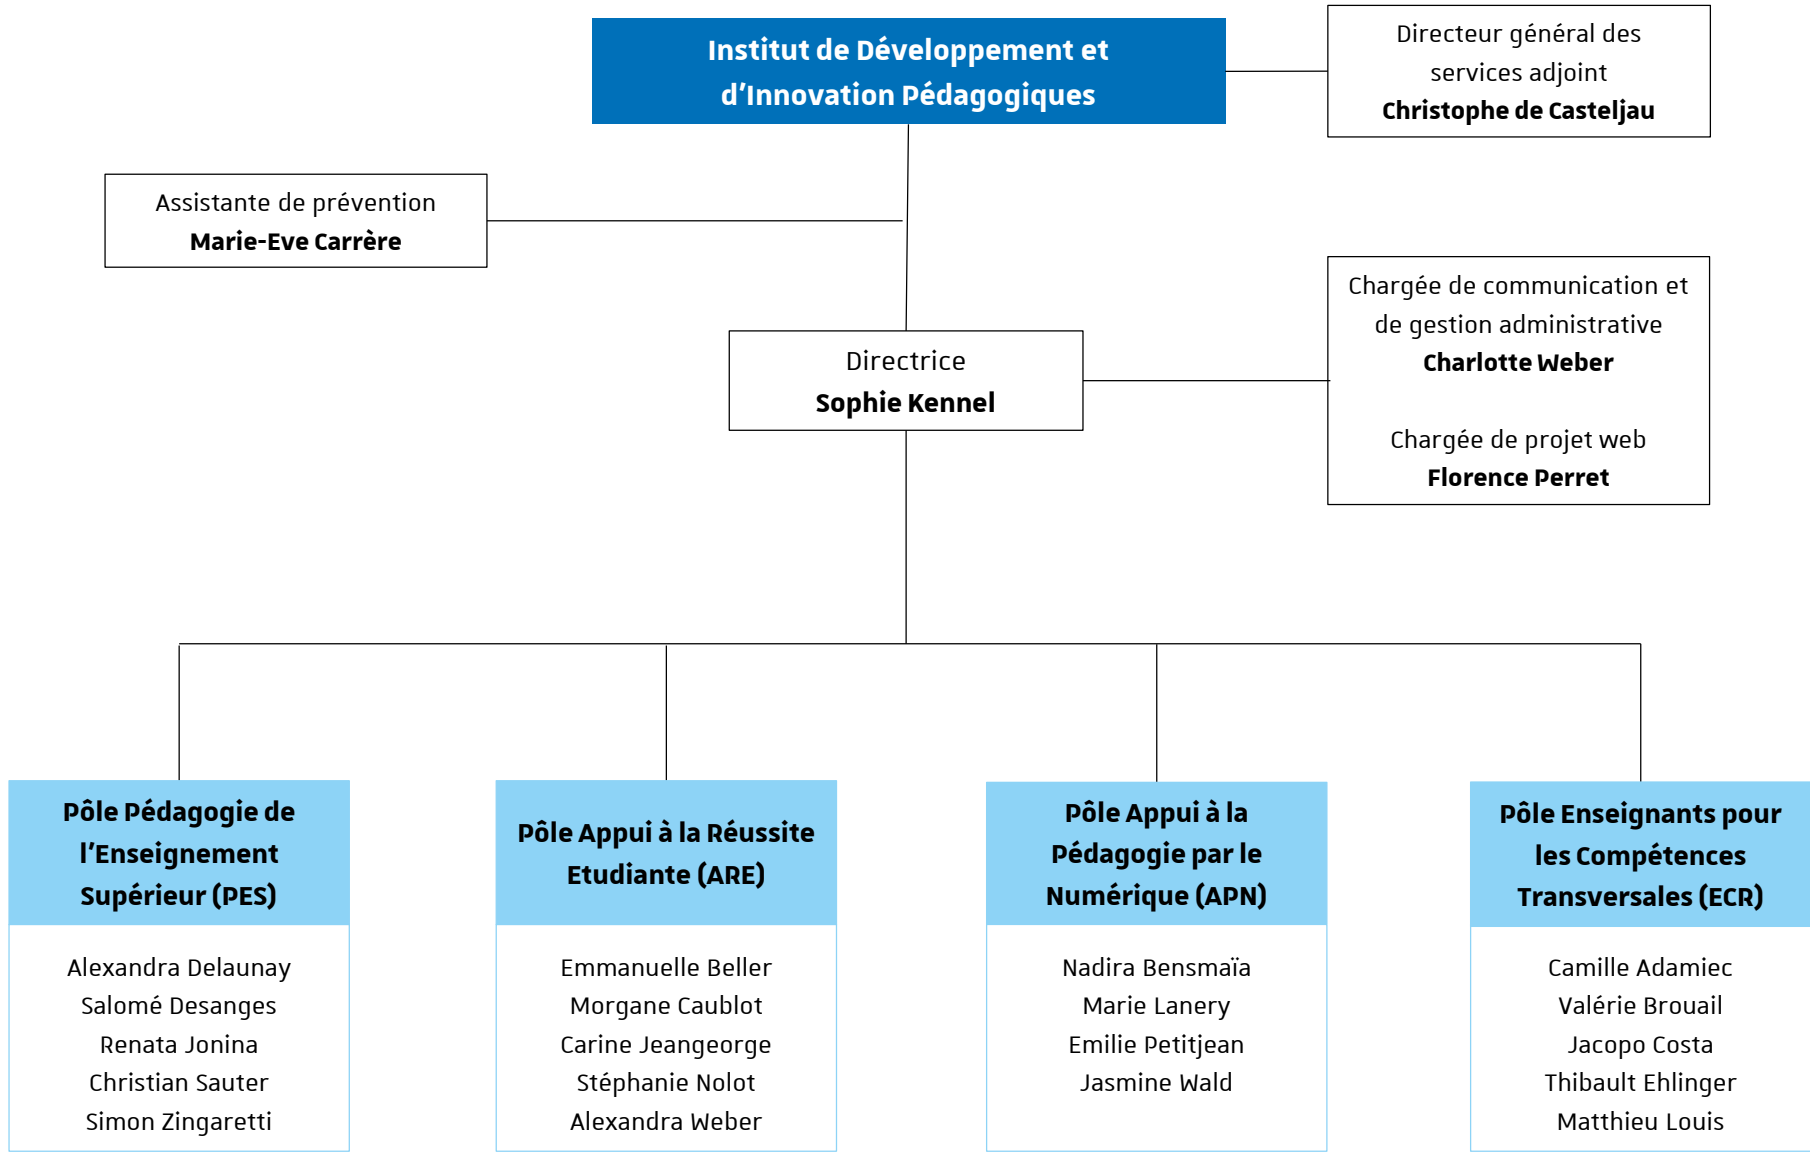 Institut de Développement et
d'Innovation Pédagogiques
Directeur général des
services adjoint
Christophe de Casteljau
Assistante de prévention
Marie-Eve Carrère
Chargée de communication et
de gestion administrative
Charlotte Weber
Chargée de projet web
Florence Perret
Directrice
Sophie Kennel
Pôle Pédagogie de
l'Enseignement
Supérieur (PES)
Alexandra Delaunay
Salomé Desanges
Renata Jonina
Christian Sauter
Simon Zingaretti
Pôle Appui à la Réussite
Etudiante (ARE)
Emmanuelle Beller
Morgane Caublot
Carine Jeangeorge
Stéphanie Nolot
Alexandra Weber
Pôle Appui à la
Pédagogie par le
Numérique (APN)
Nadira Bensmaïa
Marie Lanery
Emilie Petitjean
Jasmine Wald
Pôle Enseignants pour
les Compétences
Transversales (ECR)
Camille Adamiec
Valérie Brouail
Jacopo Costa
Thibault Ehlinger
Matthieu Louis